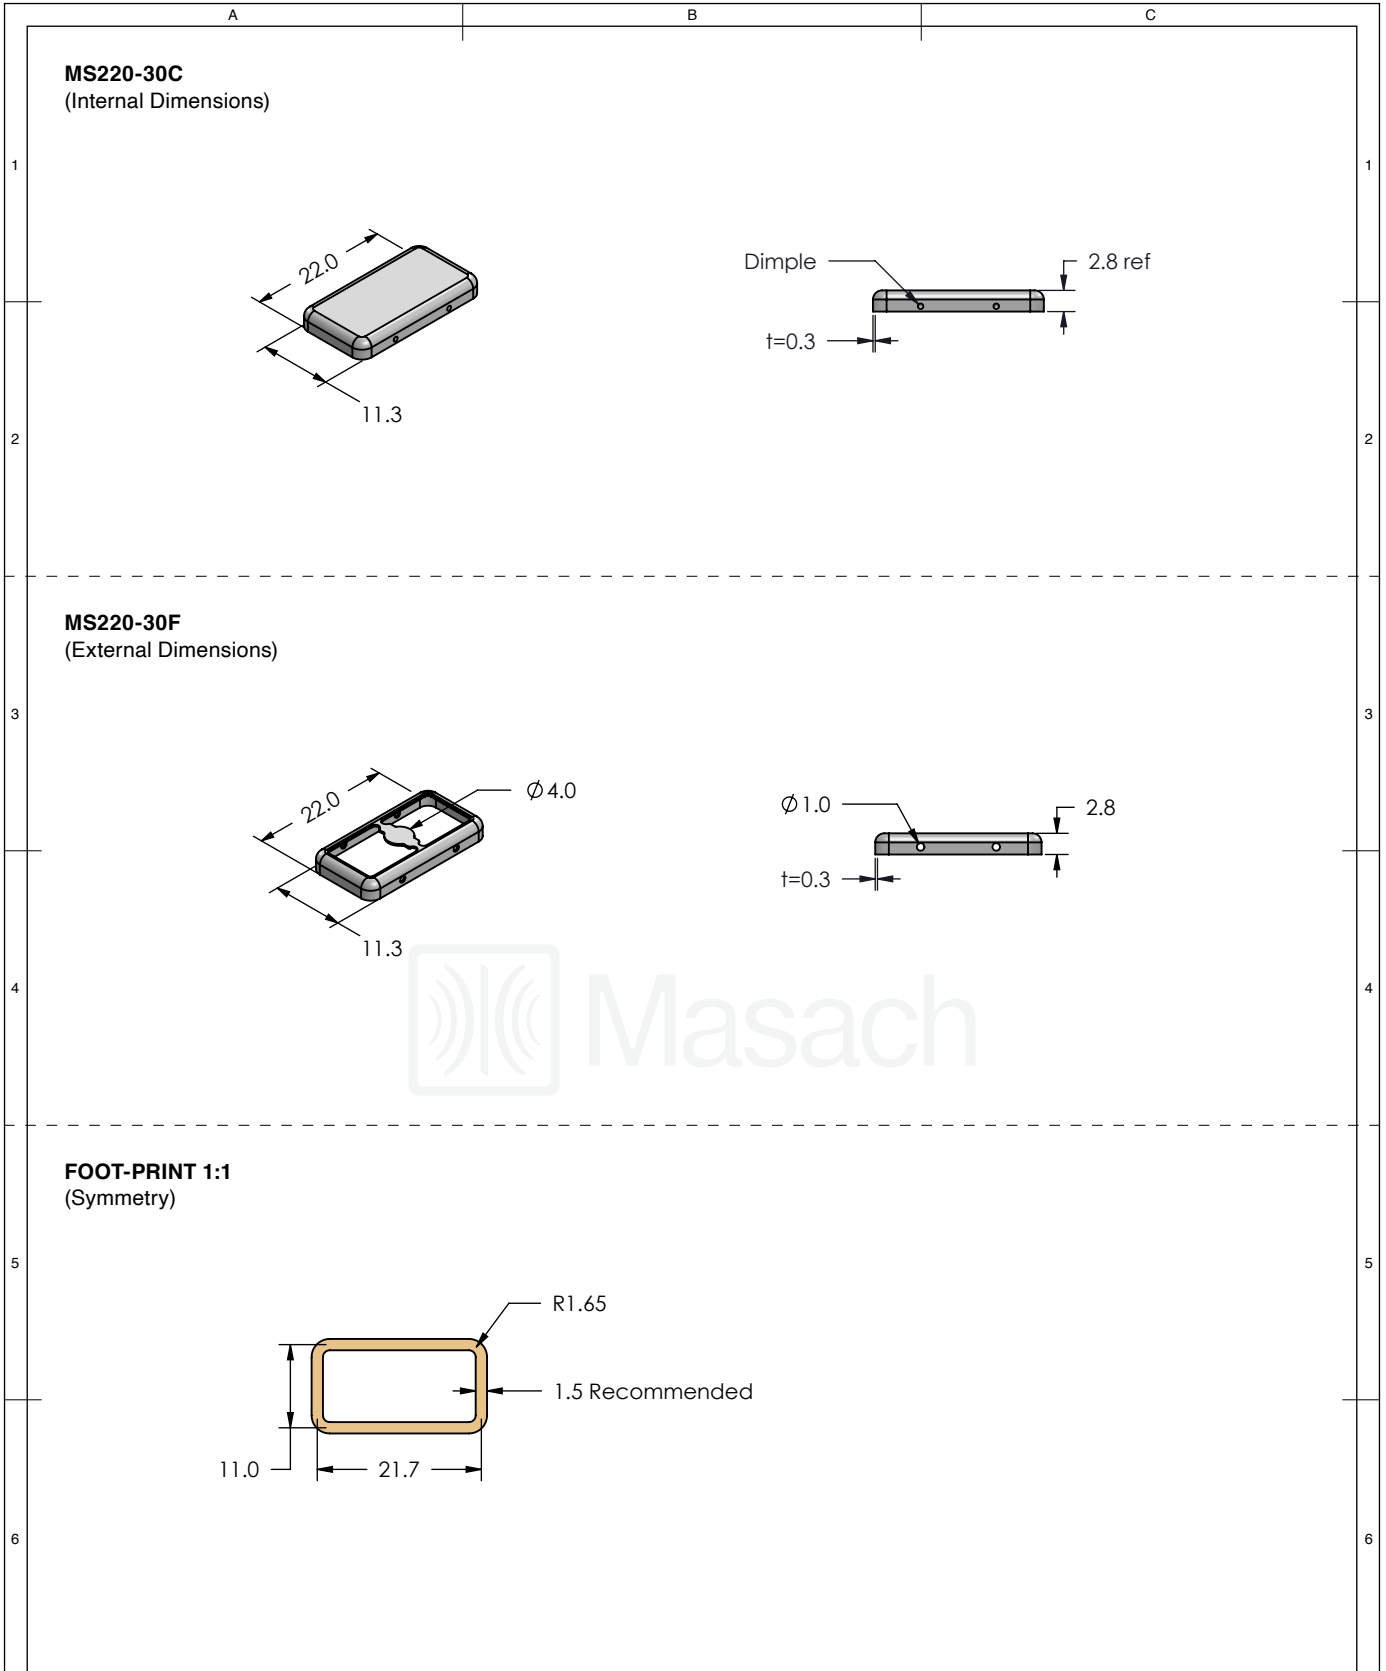 A B C
MS220-30C
(Internal Dimensions)
1 1
22.0
Dimple
2.8 ref
t=0.3
11.3
2 2
MS220-30F
(External Dimensions)
3 3
22.0
Ø4.0
Ø1.0
2.8
t=0.3
11.3
Masach
4 4
FOOT-PRINT 1:1
(Symmetry)
5 5
R1.65
1.5 Recommended
11.0
21.7
6 6